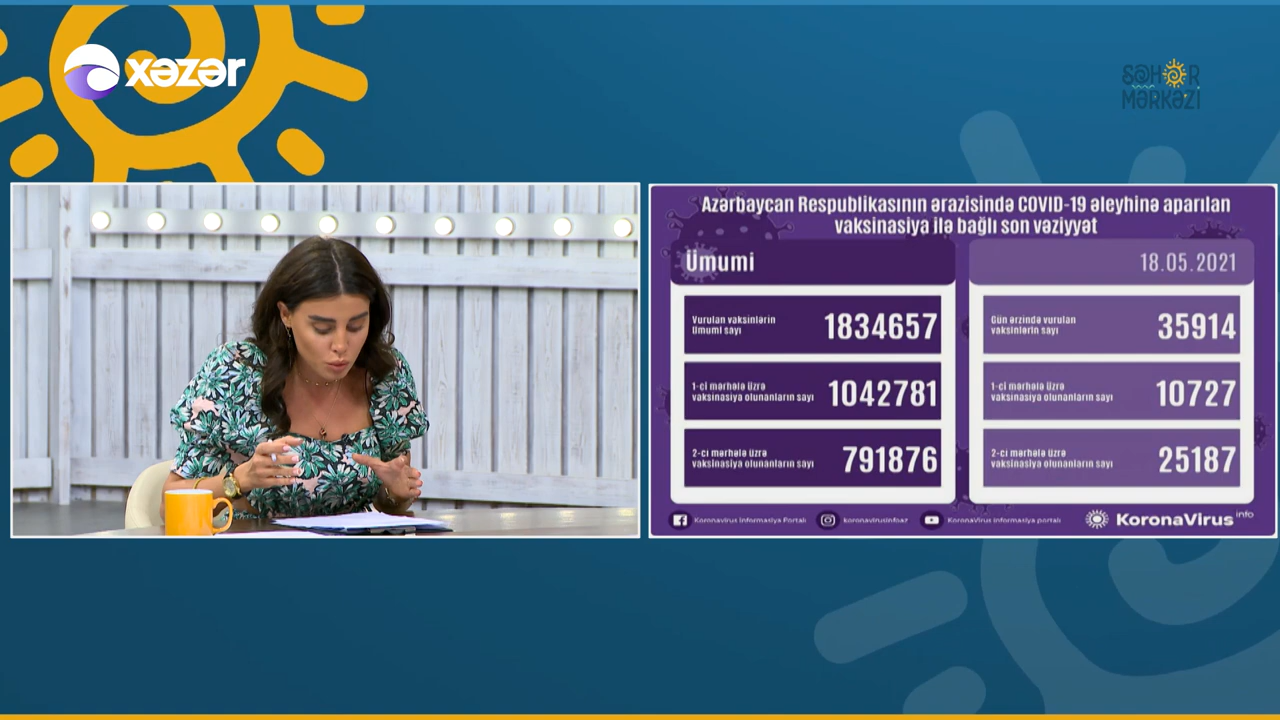 xəzər
SƏHƏR
MƏRKƏZİ
Azərbaycan Respublikasının ərazisində COVID-19 əleyhinə aparılan
vaksinasiya ilə bağlı son vəziyyət
Ümumi
Vurulan vaksinlərin
Ümumi sayı
1834657
1-ci mərhələ üzrə
vaksinasiya olunanların sayı
1042781
2-ci mərhələ üzrə
vaksinasiya olunanların sayı
791876
18.05.2021
Gün ərzində vurulan
vaksinlərin sayı
35914
1-ci mərhələ üzrə
vaksinasiya olunanların sayı
10727
2-ci mərhələ üzrə
vaksinasiya olunanların sayı
25187
Koronavirus İnformasiya Portalı
koronavirusinfoaz
KoronaVirus informasiya portalı
KoronaVirus info